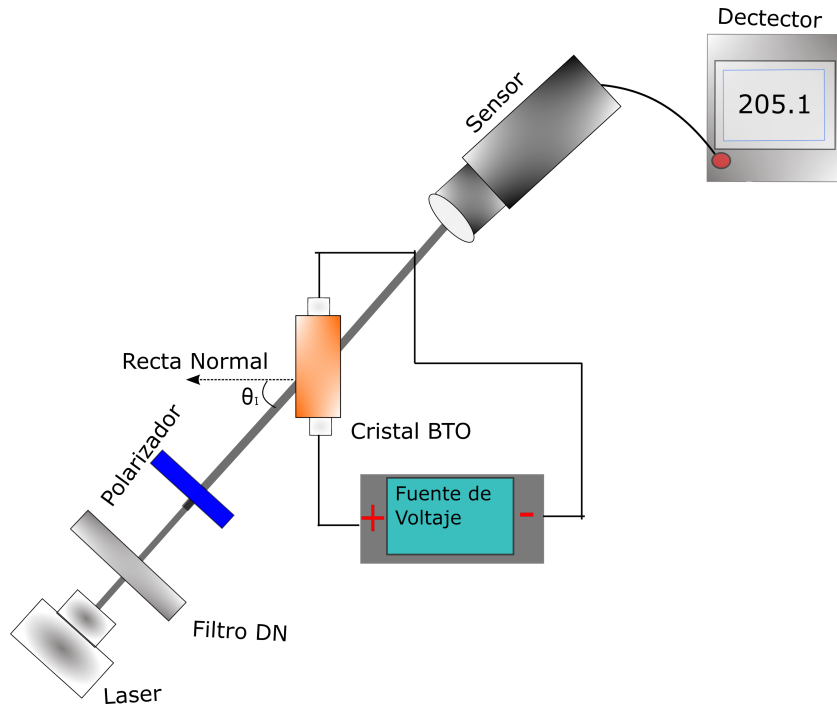 Dectector
205.1
Sensor
Recta Normal
θI
Polarizador
Cristal BTO
Fuente de
Voltaje
+
-
Filtro DN
Laser